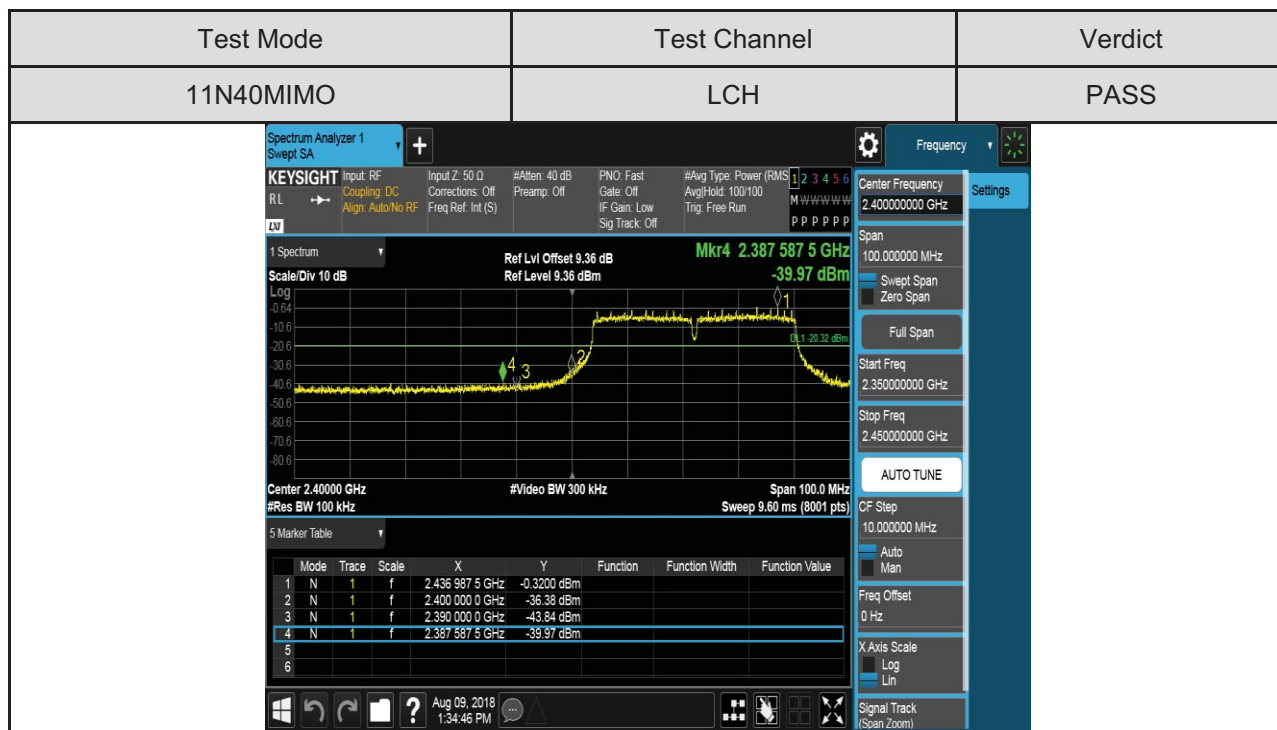 Test Mode Test Channel Verdict
11N40MIMO LCH PASS
Spectrum Analyzer 1
Swept SA
+
Frequency
KEYSIGHT
RL
LXI
Input: RF
Coupling: DC
Align: Auto/No RF
Input Z: 50 Ω
Corrections: Off
Freq Ref: Int (S)
#Atten: 40 dB
Preamp: Off
PNO: Fast
Gate: Off
IF Gain: Low
Sig Track: Off
#Avg Type: Power (RMS
Avg|Hold: 100/100
Trig: Free Run
1 2 3 4 5 6
M W W W W W
P P P P P P
Center Frequency
2.400000000 GHz
Settings
1 Spectrum
Scale/Div 10 dB
Ref Lvl Offset 9.36 dB
Ref Level 9.36 dBm
Mkr4 2.387 587 5 GHz
-39.97 dBm
Log
-0.64
-10.6
-20.6
-30.6
-40.6
-50.6
-60.6
-70.6
-80.6
1
DL1 -20.32 dBm
2
4
3
Center 2.40000 GHz
#Res BW 100 kHz
#Video BW 300 kHz
Span 100.0 MHz
Sweep 9.60 ms (8001 pts)
Span
100.000000 MHz
Swept Span
Zero Span
Full Span
Start Freq
2.350000000 GHz
Stop Freq
2.450000000 GHz
AUTO TUNE
CF Step
10.000000 MHz
Auto
Man
Freq Offset
0 Hz
X Axis Scale
Log
Lin
Signal Track
(Span Zoom)
5 Marker Table
Mode Trace Scale X Y Function Function Width Function Value
1 N 1 f 2.436 987 5 GHz -0.3200 dBm
2 N 1 f 2.400 000 0 GHz -36.38 dBm
3 N 1 f 2.390 000 0 GHz -43.84 dBm
4 N 1 f 2.387 587 5 GHz -39.97 dBm
5
6
?
Aug 09, 2018
1:34:46 PM